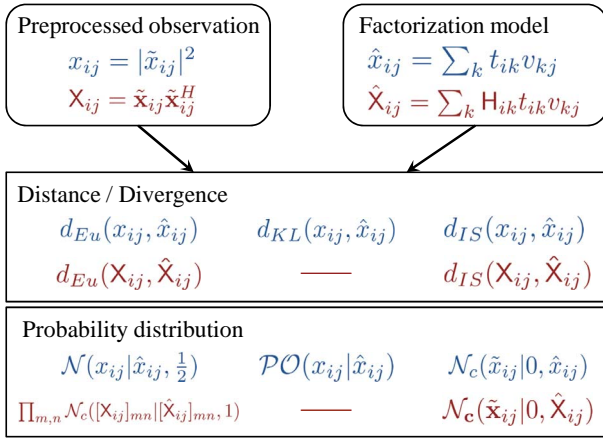 Preprocessed observation
x_{ij} = |x̃_{ij}|^2
X_{ij} = x̃_{ij} x̃_{ij}^H
Factorization model
x̂_{ij} = ∑_k t_{ik} v_{kj}
X̂_{ij} = ∑_k H_{ik} t_{ik} v_{kj}
Distance / Divergence
d_{Eu}(x_{ij}, x̂_{ij}) d_{KL}(x_{ij}, x̂_{ij}) d_{IS}(x_{ij}, x̂_{ij})
d_{Eu}(X_{ij}, X̂_{ij}) —— d_{IS}(X_{ij}, X̂_{ij})
Probability distribution
𝒩(x_{ij}|x̂_{ij}, 1/2) 𝒫𝒪(x_{ij}|x̂_{ij}) 𝒩_c(x̃_{ij}|0, x̂_{ij})
∏_{m,n} 𝒩_c([X_{ij}]_{mn}|[X̂_{ij}]_{mn}, 1) —— 𝒩_c(x̃_{ij}|0, X̂_{ij})